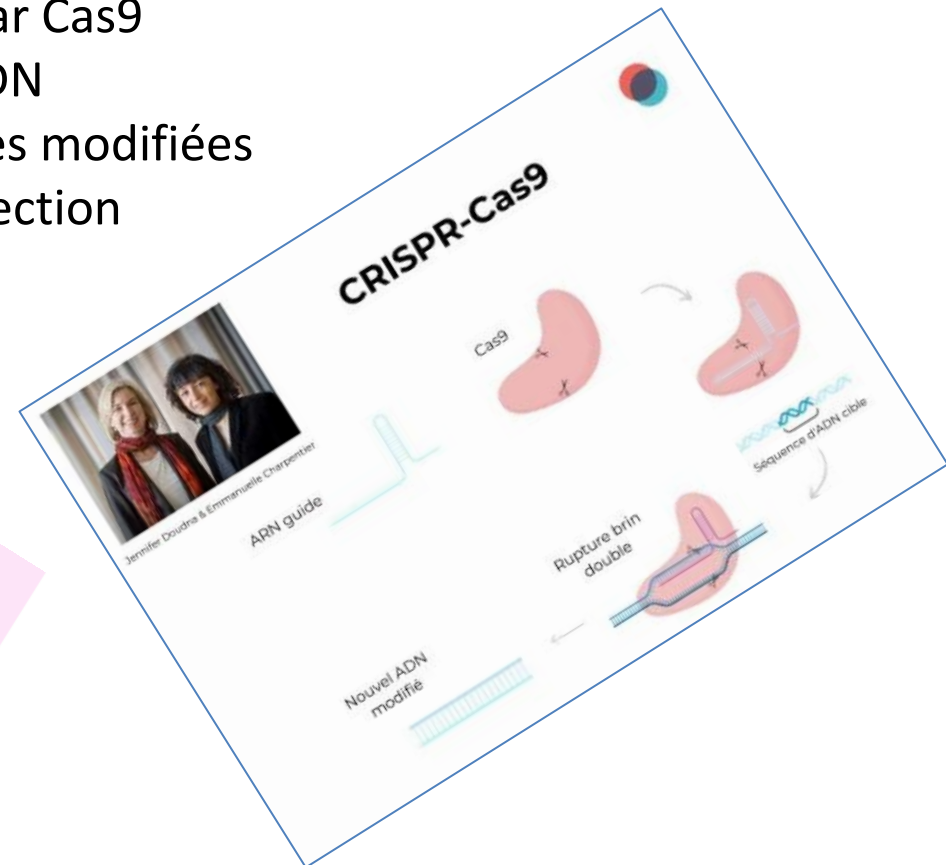 ar Cas9
DN
es modifiées
ection
CRISPR-Cas9
Cas9
Jennifer Doudna & Emmanuelle Charpentier
ARN guide
Séquence d'ADN cible
Rupture brin
double
Nouvel ADN
modifié